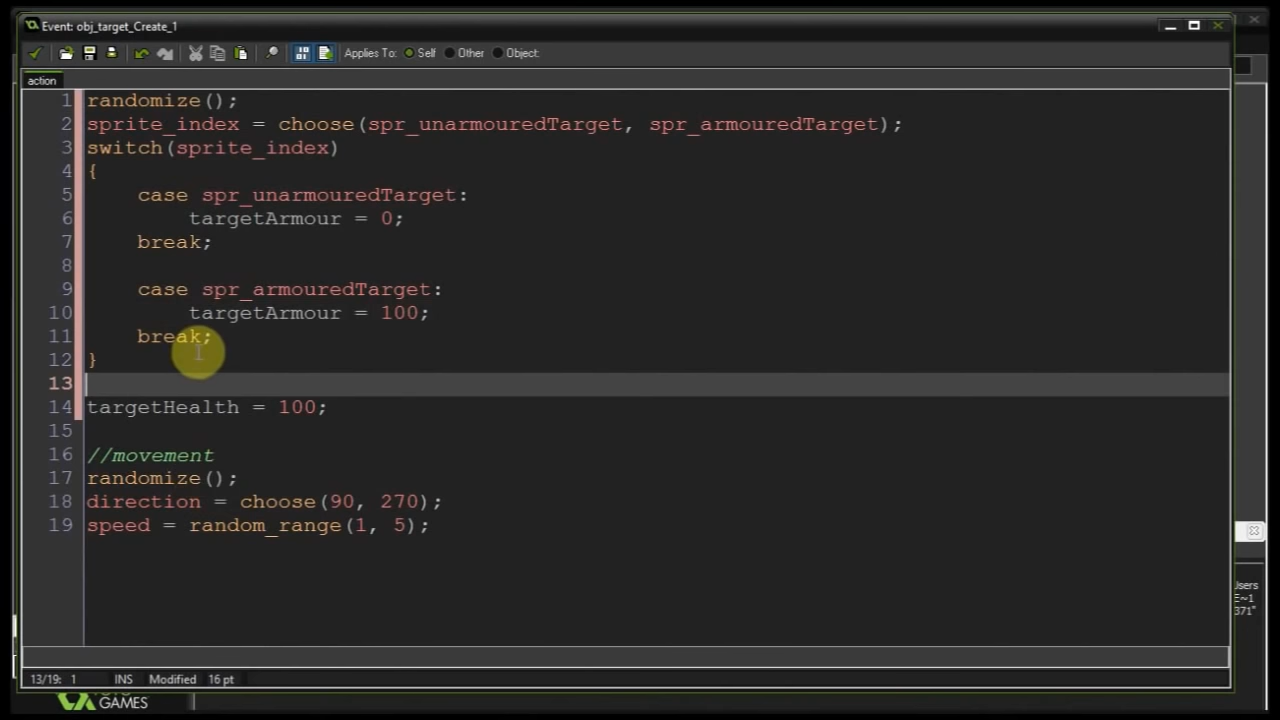 Event: obj_target_Create_1
Applies To: Self Other Object:
action
1 randomize();
2 sprite_index = choose(spr_unarmouredTarget, spr_armouredTarget);
3 switch(sprite_index)
4 {
5 case spr_unarmouredTarget:
6 targetArmour = 0;
7 break;
8
9 case spr_armouredTarget:
10 targetArmour = 100;
11 break;
12 }
13
14 targetHealth = 100;
15
16 //movement
17 randomize();
18 direction = choose(90, 270);
19 speed = random_range(1, 5);
Users
E~1
371"
13/19: 1 INS Modified 16 pt
GAMES